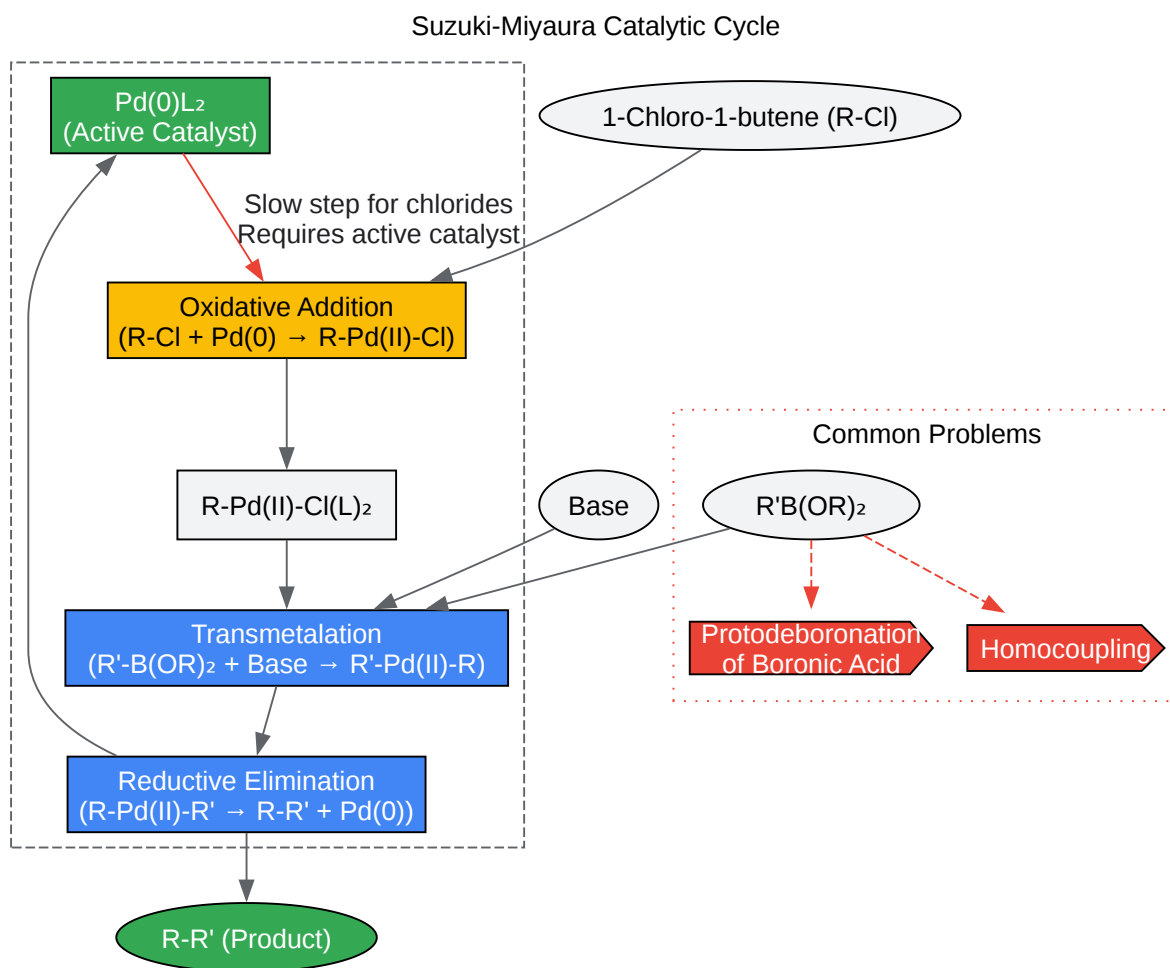 Suzuki-Miyaura Catalytic Cycle
Pd(0)L₂
(Active Catalyst)
1-Chloro-1-butene (R-Cl)
Slow step for chlorides
Requires active catalyst
Oxidative Addition
(R-Cl + Pd(0) → R-Pd(II)-Cl)
Common Problems
R-Pd(II)-Cl(L)₂
Base
R'B(OR)₂
Transmetalation
(R'-B(OR)₂ + Base → R'-Pd(II)-R)
Protodeboronation
of Boronic Acid
Homocoupling
Reductive Elimination
(R-Pd(II)-R' → R-R' + Pd(0))
R-R' (Product)